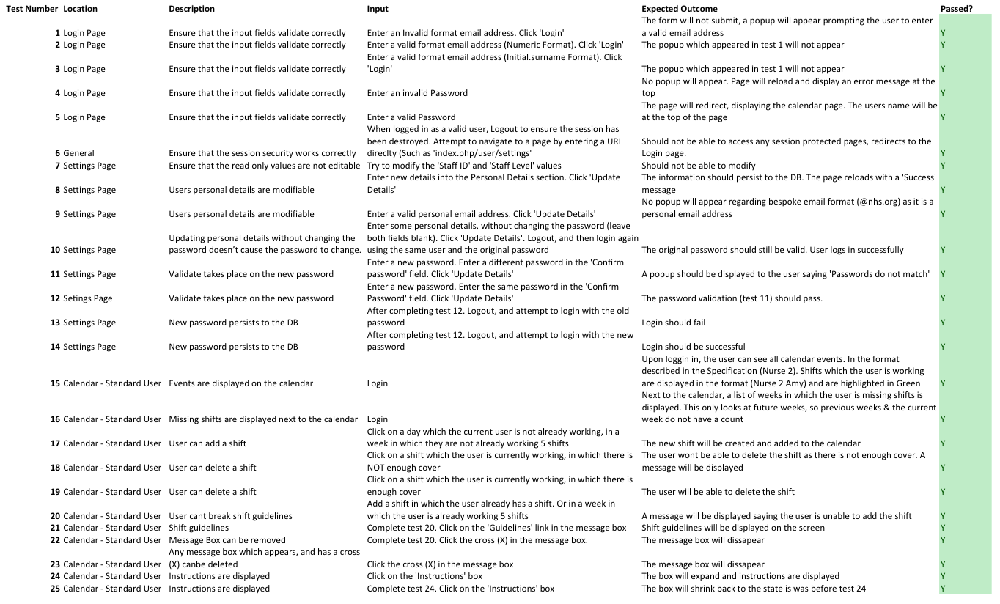 Test Number Location Description Input Expected Outcome Passed?
The form will not submit, a popup will appear prompting the user to enter
1 Login Page Ensure that the input fields validate correctly Enter an Invalid format email address. Click 'Login' a valid email address Y
2 Login Page Ensure that the input fields validate correctly Enter a valid format email address (Numeric Format). Click 'Login' The popup which appeared in test 1 will not appear Y
Enter a valid format email address (Initial.surname Format). Click
3 Login Page Ensure that the input fields validate correctly 'Login' The popup which appeared in test 1 will not appear Y
No popup will appear. Page will reload and display an error message at the
4 Login Page Ensure that the input fields validate correctly Enter an invalid Password top Y
The page will redirect, displaying the calendar page. The users name will be
5 Login Page Ensure that the input fields validate correctly Enter a valid Password at the top of the page Y
When logged in as a valid user, Logout to ensure the session has
been destroyed. Attempt to navigate to a page by entering a URL Should not be able to access any session protected pages, redirects to the
6 General Ensure that the session security works correctly direclty (Such as 'index.php/user/settings' Login page. Y
7 Settings Page Ensure that the read only values are not editable Try to modify the 'Staff ID' and 'Staff Level' values Should not be able to modify Y
Enter new details into the Personal Details section. Click 'Update The information should persist to the DB. The page reloads with a 'Success'
8 Settings Page Users personal details are modifiable Details' message Y
No popup will appear regarding bespoke email format (@nhs.org) as it is a
9 Settings Page Users personal details are modifiable Enter a valid personal email address. Click 'Update Details' personal email address Y
Enter some personal details, without changing the password (leave
Updating personal details without changing the both fields blank). Click 'Update Details'. Logout, and then login again
10 Settings Page password doesn't cause the password to change. using the same user and the original password The original password should still be valid. User logs in successfully Y
Enter a new password. Enter a different password in the 'Confirm
11 Settings Page Validate takes place on the new password password' field. Click 'Update Details' A popup should be displayed to the user saying 'Passwords do not match' Y
Enter a new password. Enter the same password in the 'Confirm
12 Setings Page Validate takes place on the new password Password' field. Click 'Update Details' The password validation (test 11) should pass. Y
After completing test 12. Logout, and attempt to login with the old
13 Settings Page New password persists to the DB password Login should fail Y
After completing test 12. Logout, and attempt to login with the new
14 Settings Page New password persists to the DB password Login should be successful Y
Upon loggin in, the user can see all calendar events. In the format
described in the Specification (Nurse 2). Shifts which the user is working
15 Calendar - Standard User Events are displayed on the calendar Login are displayed in the format (Nurse 2 Amy) and are highlighted in Green Y
Next to the calendar, a list of weeks in which the user is missing shifts is
displayed. This only looks at future weeks, so previous weeks & the current
16 Calendar - Standard User Missing shifts are displayed next to the calendar Login week do not have a count Y
Click on a day which the current user is not already working, in a
17 Calendar - Standard User User can add a shift week in which they are not already working 5 shifts The new shift will be created and added to the calendar Y
Click on a shift which the user is currently working, in which there is The user wont be able to delete the shift as there is not enough cover. A
18 Calendar - Standard User User can delete a shift NOT enough cover message will be displayed Y
Click on a shift which the user is currently working, in which there is
19 Calendar - Standard User User can delete a shift enough cover The user will be able to delete the shift Y
Add a shift in which the user already has a shift. Or in a week in
20 Calendar - Standard User User cant break shift guidelines which the user is already working 5 shifts A message will be displayed saying the user is unable to add the shift Y
21 Calendar - Standard User Shift guidelines Complete test 20. Click on the 'Guidelines' link in the message box Shift guidelines will be displayed on the screen Y
22 Calendar - Standard User Message Box can be removed Complete test 20. Click the cross (X) in the message box. The message box will dissapear Y
Any message box which appears, and has a cross
23 Calendar - Standard User (X) canbe deleted Click the cross (X) in the message box The message box will dissapear Y
24 Calendar - Standard User Instructions are displayed Click on the 'Instructions' box The box will expand and instructions are displayed Y
25 Calendar - Standard User Instructions are displayed Complete test 24. Click on the 'Instructions' box The box will shrink back to the state is was before test 24 Y